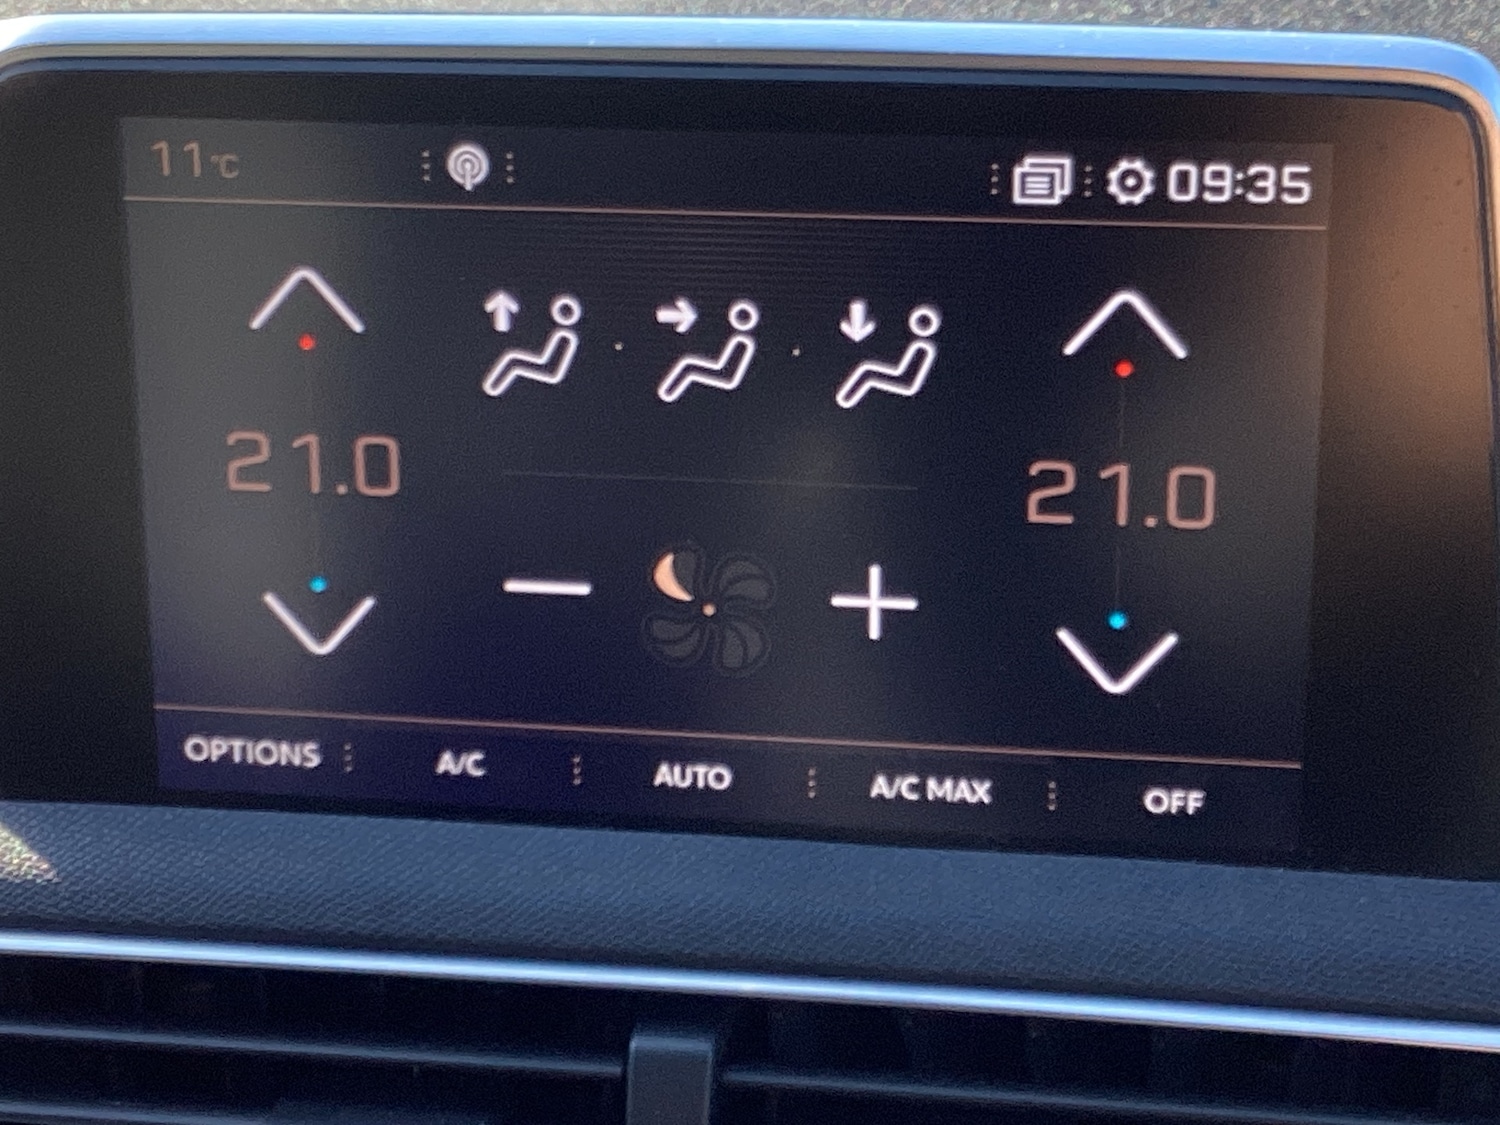 11°C 09:35
21.0 21.0
OPTIONS A/C AUTO A/C MAX OFF